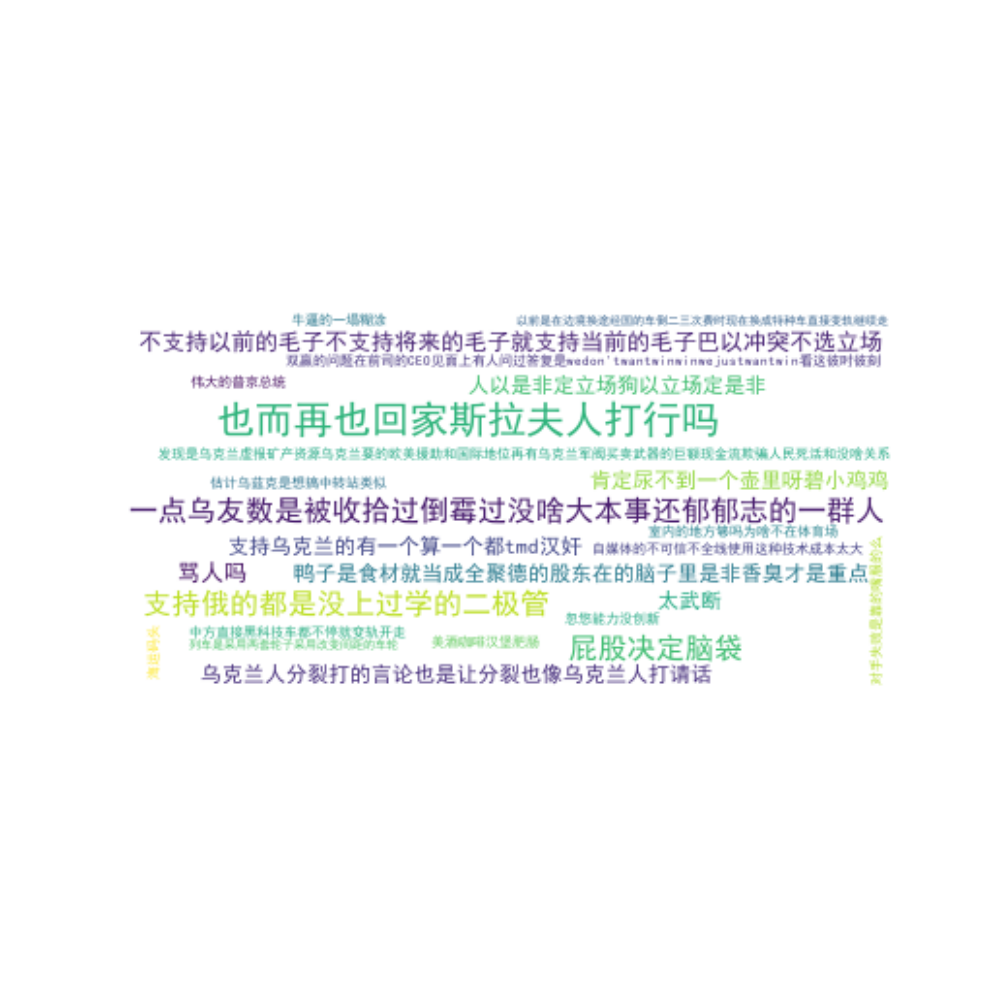 牛逼的一塌糊涂
以前是在边境换途经国的车倒二三次费时现在换成特种车直接变轨继续走
不支持以前的毛子不支持将来的毛子就支持当前的毛子巴以冲突不选立场
双赢的问题在前司的CEO见面上有人问过答复是wedon'twantwinwinwejustwantwin看这彼时彼刻
伟大的普京总统
人以是非定立场狗以立场定是非
也而再也回家斯拉夫人打行吗
发现是乌克兰虚报矿产资源乌克兰要的欧美援助和国际地位再有乌克兰军阀买卖武器的巨额现金流欺骗人民死活和没啥关系
估计乌兹克是想搞中转站类似
肯定尿不到一个壶里呀碧小鸡鸡
一点乌友数是被收拾过倒霉过没啥大本事还郁郁志的一群人
室内的地方够吗为啥不在体育场
支持乌克兰的有一个算一个都tmd汉奸
自媒体的不可信不全线使用这种技术成本太大
骂人吗
鸭子是食材就当成全聚德的股东在的脑子里是非香臭才是重点
支持俄的都是没上过学的二极管
太武断
忽悠能力没创新
中方直接黑科技车都不停就变轨开走
列车是采用两套轮子采用改变间距的车轮
美酒咖啡汉堡肥肠
屁股决定脑袋
乌克兰人分裂打的言论也是让分裂也像乌克兰人打请话